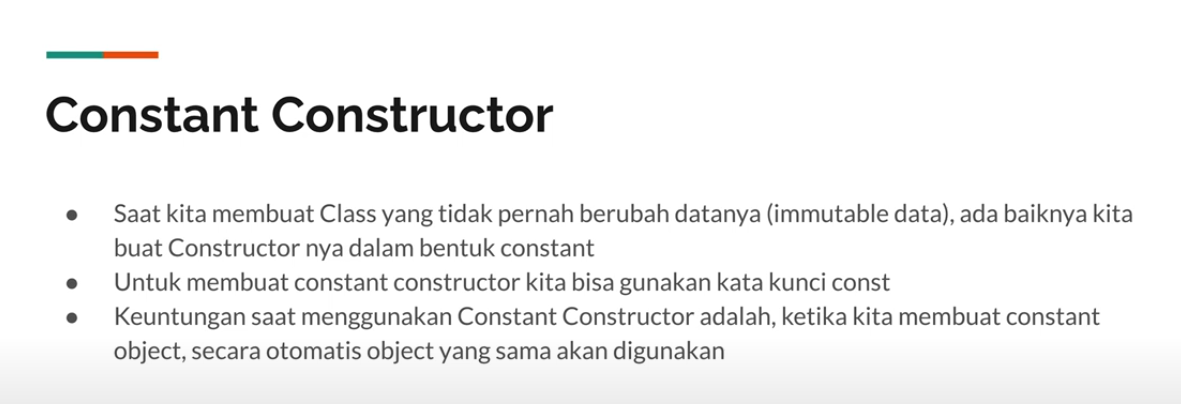 Constant Constructor
● Saat kita membuat Class yang tidak pernah berubah datanya (immutable data), ada baiknya kita
buat Constructor nya dalam bentuk constant
● Untuk membuat constant constructor kita bisa gunakan kata kunci const
● Keuntungan saat menggunakan Constant Constructor adalah, ketika kita membuat constant
object, secara otomatis object yang sama akan digunakan